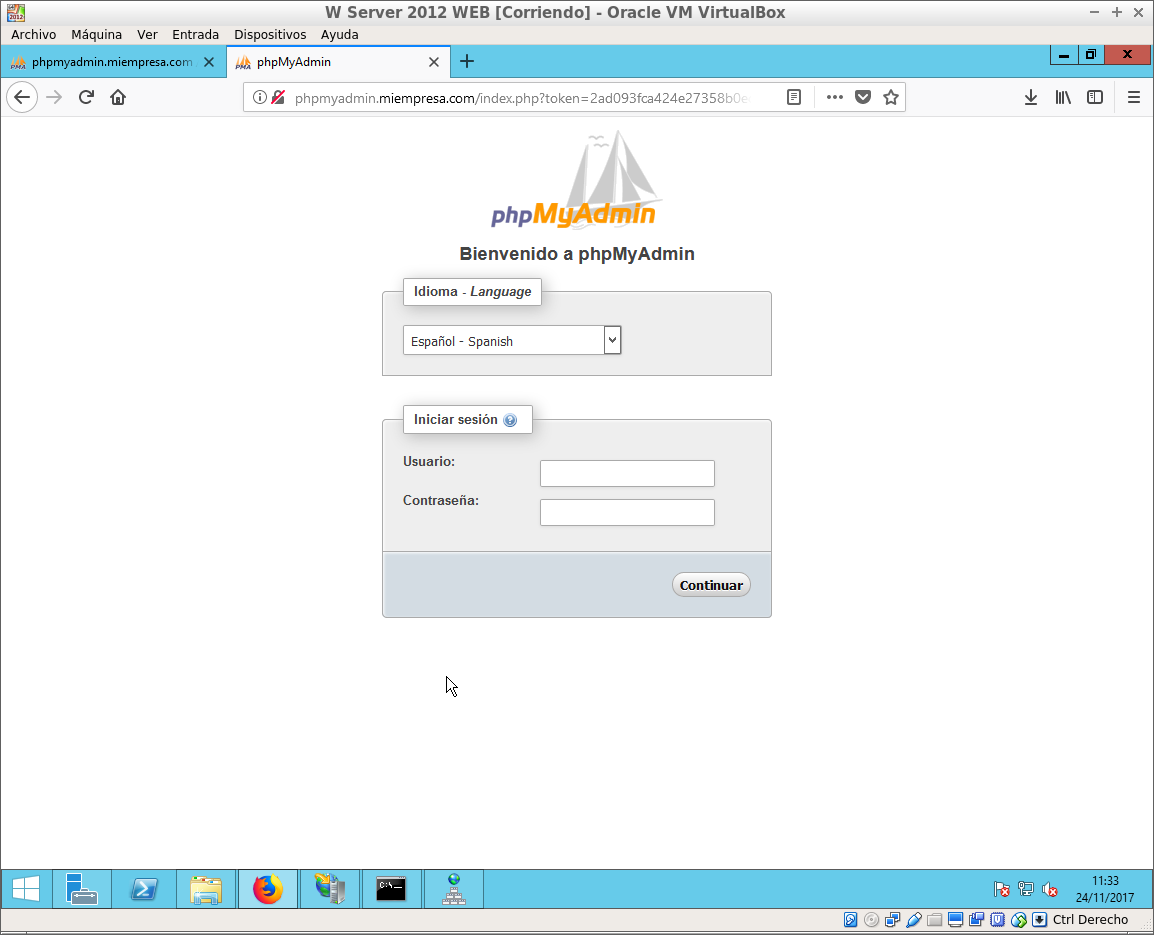 W Server 2012 WEB [Corriendo] - Oracle VM VirtualBox
Archivo Máquina Ver Entrada Dispositivos Ayuda
phpmyadmin.miempresa.com
phpMyAdmin
phpmyadmin.miempresa.com/index.php?token=2ad093fca424e27358b0e
phpMyAdmin
Bienvenido a phpMyAdmin
Idioma - Language
Español - Spanish
Iniciar sesión
Usuario:
Contraseña:
Continuar
11:33
24/11/2017
Ctrl Derecho